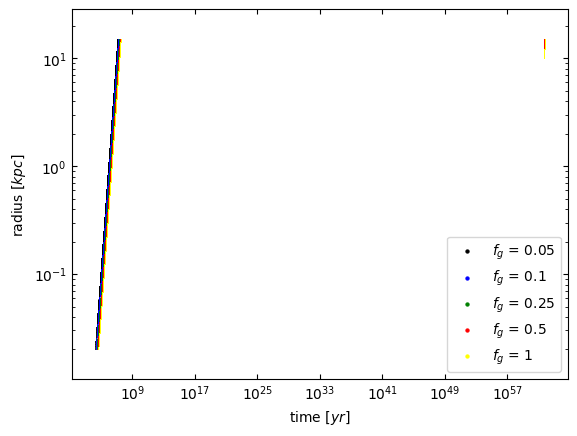 10¹
10⁰
10⁻¹
radius [kpc]
10⁹ 10¹⁷ 10²⁵ 10³³ 10⁴¹ 10⁴⁹ 10⁵⁷
time [yr]
f_g = 0.05
f_g = 0.1
f_g = 0.25
f_g = 0.5
f_g = 1